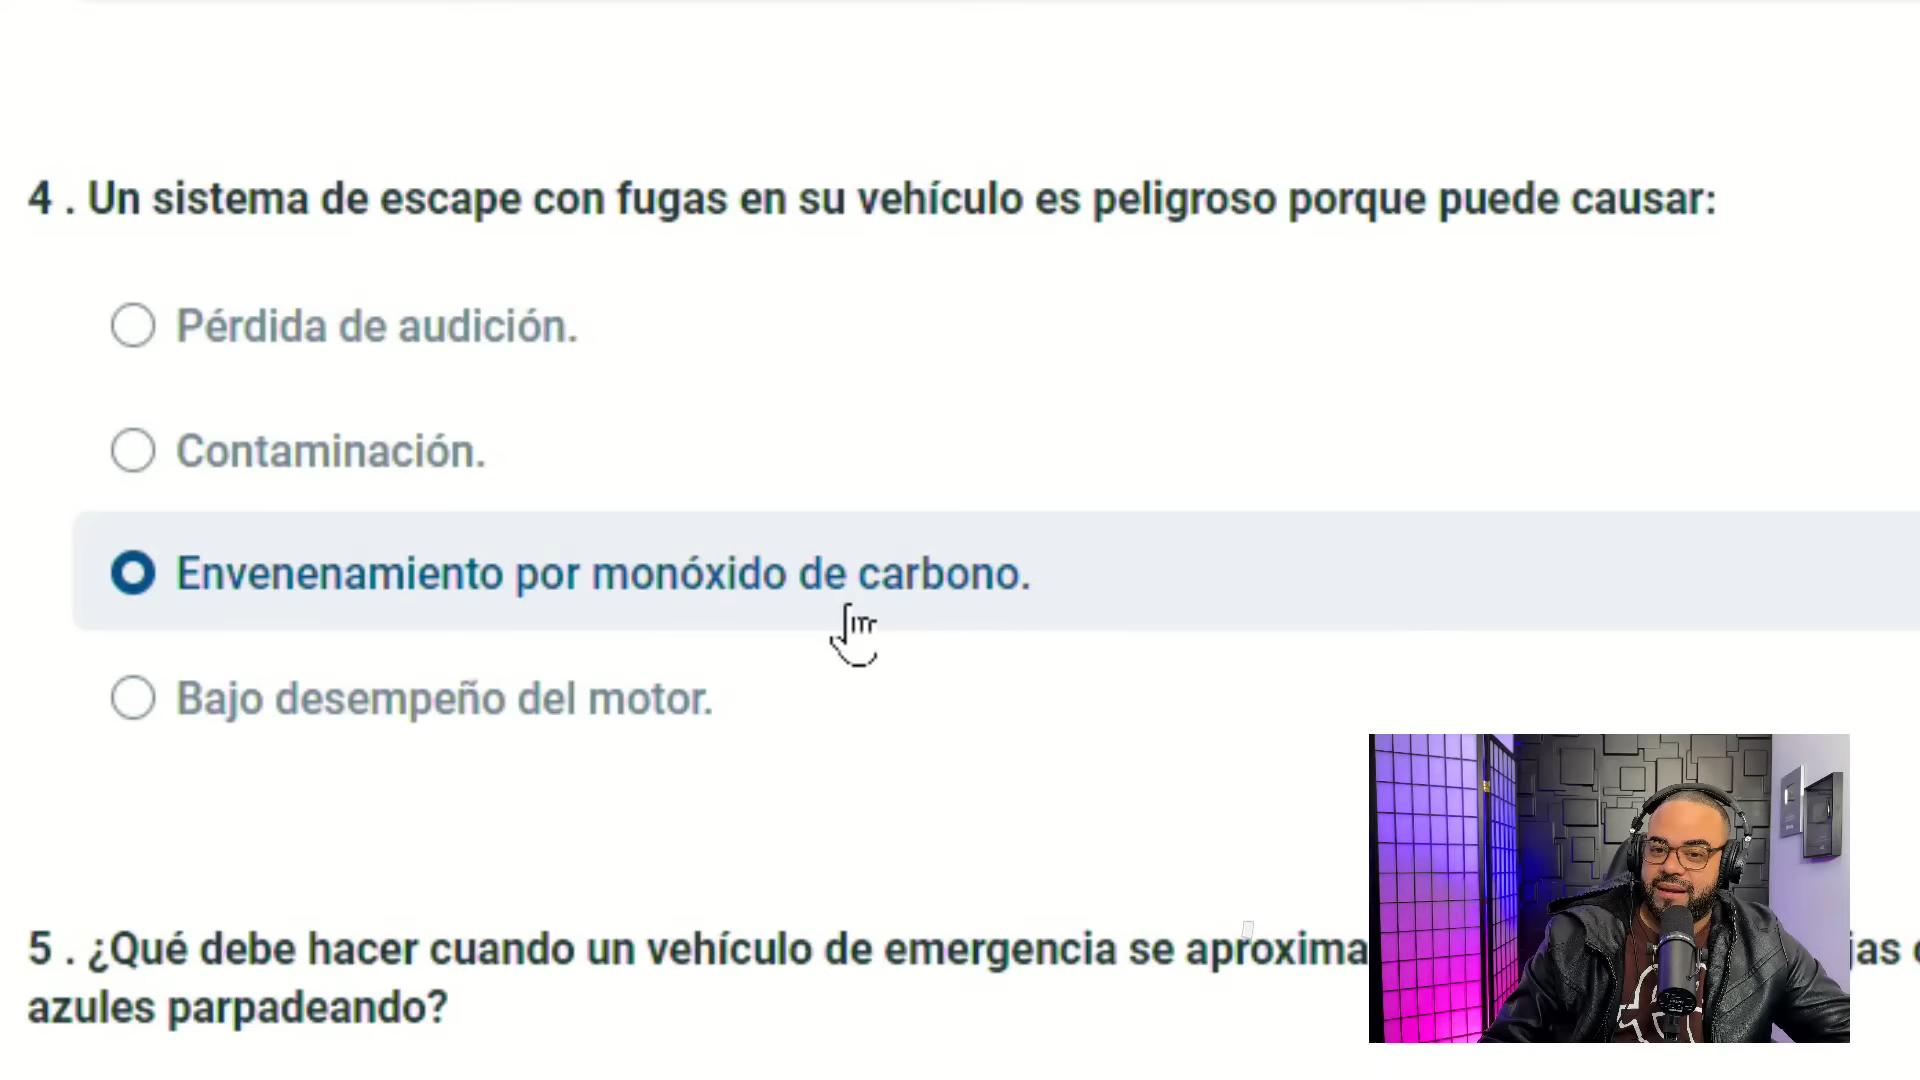 4 . Un sistema de escape con fugas en su vehículo es peligroso porque puede causar:
Pérdida de audición.
Contaminación.
Envenenamiento por monóxido de carbono.
Bajo desempeño del motor.
5 . ¿Qué debe hacer cuando un vehículo de emergencia se aproxima
azules parpadeando?